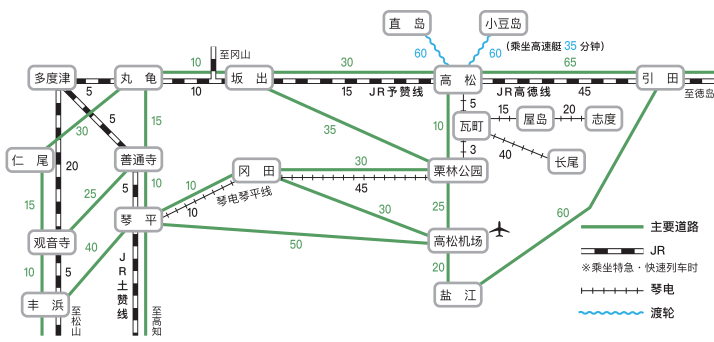 直 岛
小豆岛
60
60
(乘坐高速艇 35 分钟)
至冈山
10
30
65
多度津
丸 龟
坂 出
高 松
引 田
5
10
15
JR予赞线
JR高德线
45
至德岛
5
15
35
10
5
瓦町
15
屋岛
20
志度
30
3
40
长尾
仁 尾
善通寺
20
5
10
25
15
冈 田
30
45
栗林公园
10
10
琴电琴平线
30
25
60
琴 平
50
观音寺
40
高松机场
10
5
20
丰 浜
盐 江
至松山
JR土赞线
至高知
主要道路
JR
※乘坐特急·快速列车时
琴电
渡轮